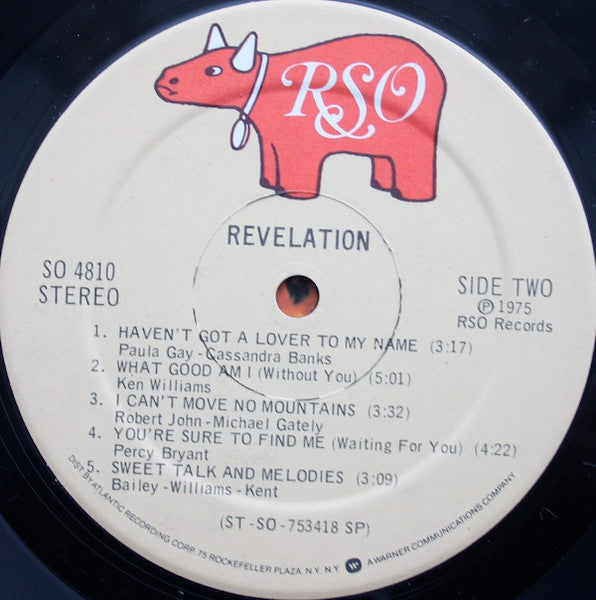 RSO
REVELATION
SO 4810
STEREO
SIDE TWO
℗ 1975
RSO Records
1. HAVEN'T GOT A LOVER TO MY NAME (3:17)
Paula Gay - Cassandra Banks
2. WHAT GOOD AM I (Without You) (5:01)
Ken Williams
3. I CAN'T MOVE NO MOUNTAINS (3:32)
Robert John - Michael Gately
4. YOU'RE SURE TO FIND ME (Waiting For You) (4:22)
Percy Bryant
5. SWEET TALK AND MELODIES (3:09)
Bailey - Williams - Kent
(ST - SO - 753418 SP)
DIST. BY ATLANTIC RECORDING CORP. 75 ROCKEFELLER PLAZA, N.Y. N.Y. W A WARNER COMMUNICATIONS COMPANY